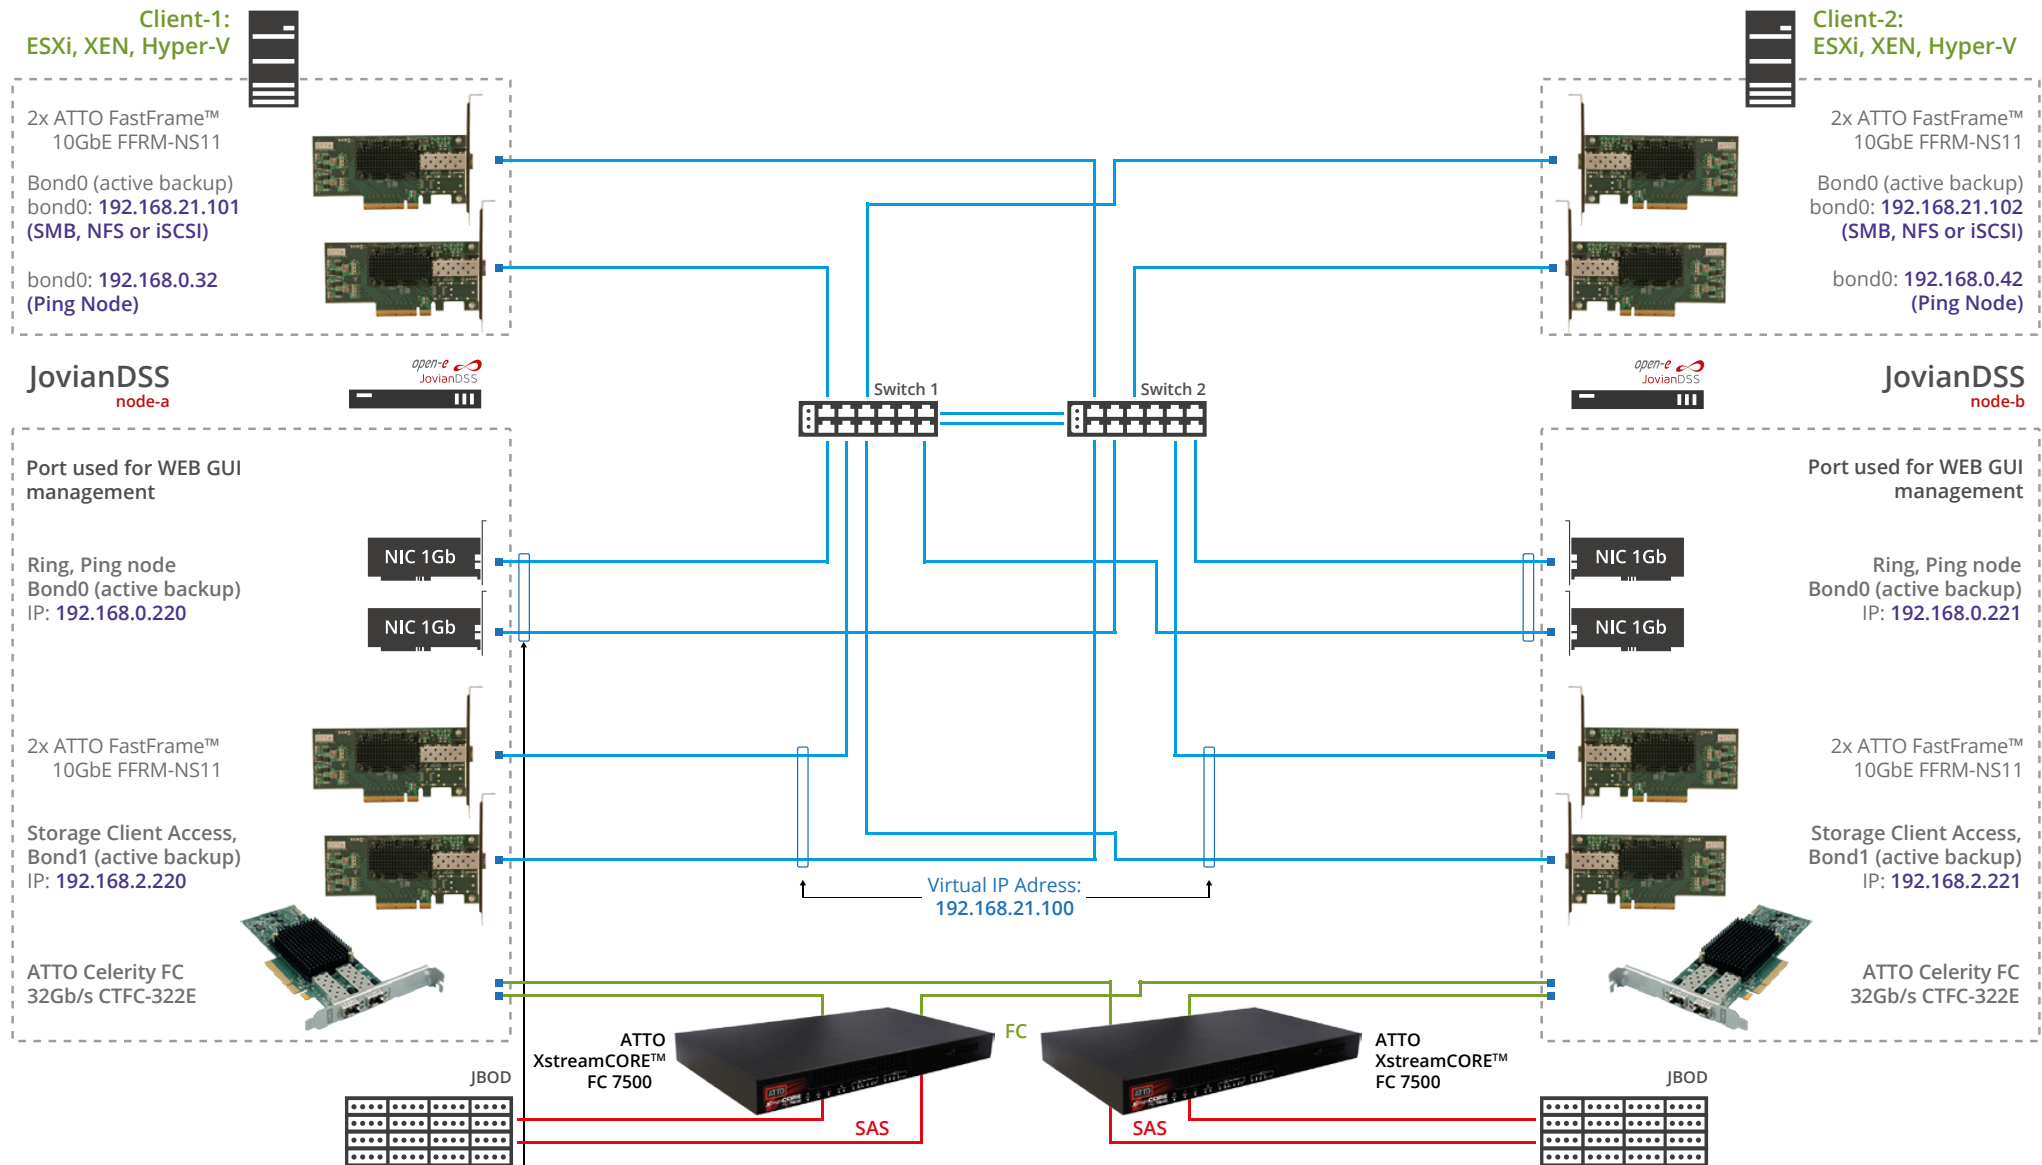 Client-1:
ESXi, XEN, Hyper-V
2x ATTO FastFrame™
10GbE FFRM-NS11
Bond0 (active backup)
bond0: 192.168.21.101
(SMB, NFS or iSCSI)
bond0: 192.168.0.32
(Ping Node)
Client-2:
ESXi, XEN, Hyper-V
2x ATTO FastFrame™
10GbE FFRM-NS11
Bond0 (active backup)
bond0: 192.168.21.102
(SMB, NFS or iSCSI)
bond0: 192.168.0.42
(Ping Node)
JovianDSS
node-a
open-e
JovianDSS
Switch 1
Switch 2
open-e
JovianDSS
JovianDSS
node-b
Port used for WEB GUI
management
NIC 1Gb
Ring, Ping node
Bond0 (active backup)
IP: 192.168.0.220
NIC 1Gb
2x ATTO FastFrame™
10GbE FFRM-NS11
Storage Client Access,
Bond1 (active backup)
IP: 192.168.2.220
ATTO Celerity FC
32Gb/s CTFC-322E
Port used for WEB GUI
management
NIC 1Gb
Ring, Ping node
Bond0 (active backup)
IP: 192.168.0.221
NIC 1Gb
2x ATTO FastFrame™
10GbE FFRM-NS11
Storage Client Access,
Bond1 (active backup)
IP: 192.168.2.221
ATTO Celerity FC
32Gb/s CTFC-322E
Virtual IP Adress:
192.168.21.100
ATTO
XstreamCORE™
FC 7500
FC
ATTO
XstreamCORE™
FC 7500
JBOD
SAS
SAS
JBOD